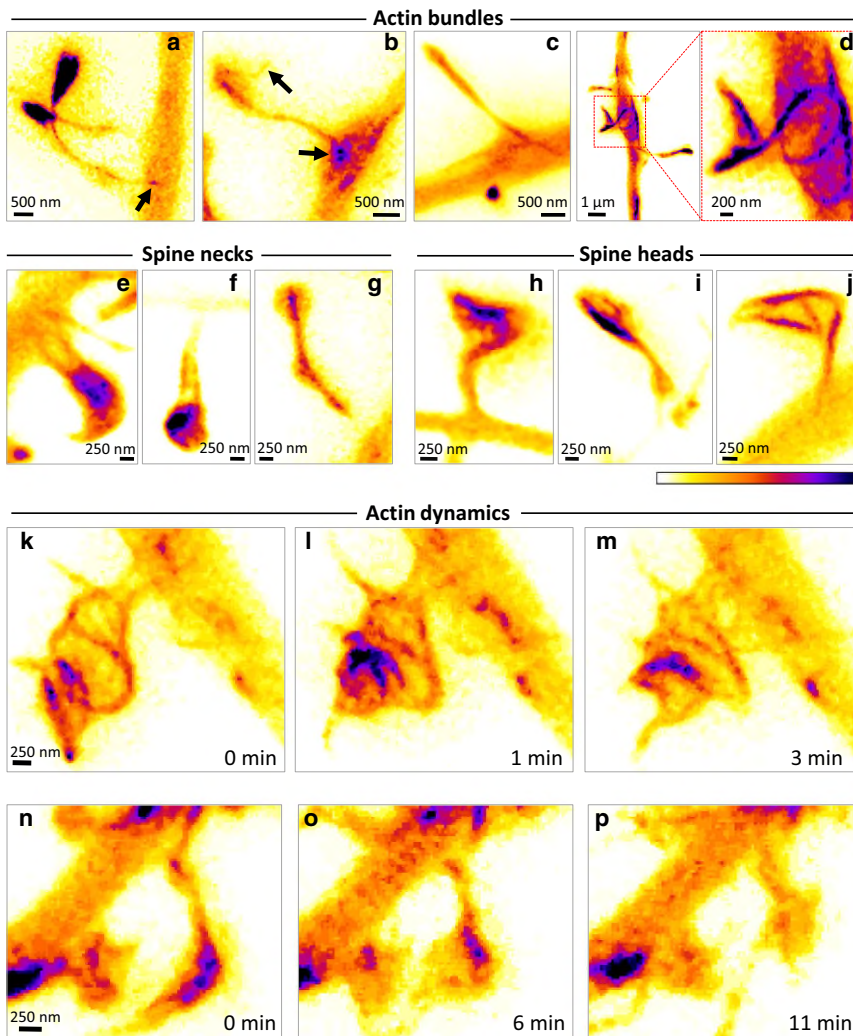 Actin bundles
a
b
c
d
500 nm
500 nm
500 nm
1 μm
200 nm
Spine necks
Spine heads
e
f
g
h
i
j
250 nm
250 nm
250 nm
250 nm
250 nm
250 nm
Actin dynamics
k
l
m
250 nm
0 min
1 min
3 min
n
o
p
250 nm
0 min
6 min
11 min